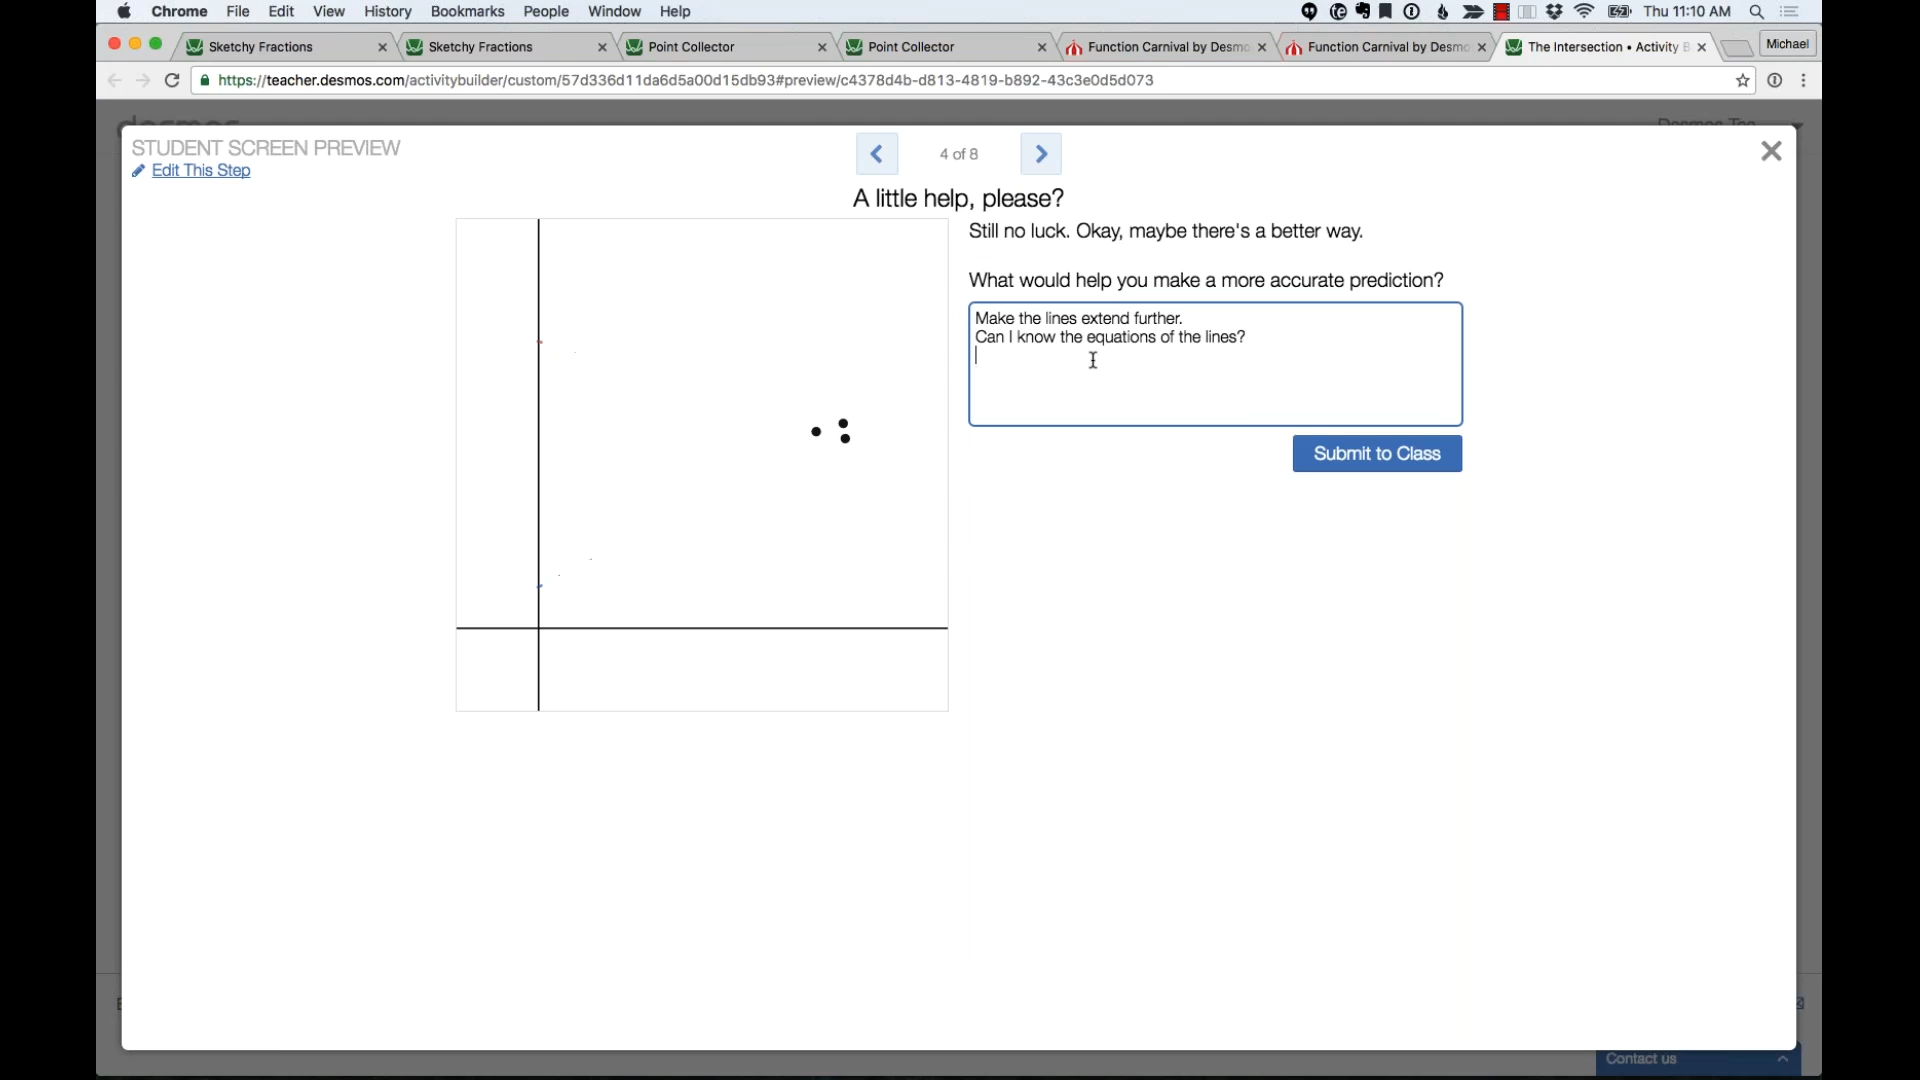 Chrome File Edit View History Bookmarks People Window Help
Thu 11:10 AM
Sketchy Fractions
Sketchy Fractions
Point Collector
Point Collector
Function Carnival by Desmo
Function Carnival by Desmo
The Intersection • Activity B
Michael
https://teacher.desmos.com/activitybuilder/custom/57d336d11da6d5a00d15db93#preview/c4378d4b-d813-4819-b892-43c3e0d5d073
STUDENT SCREEN PREVIEW
Edit This Step
4 of 8
A little help, please?
Still no luck. Okay, maybe there's a better way.
What would help you make a more accurate prediction?
Make the lines extend further.
Can I know the equations of the lines?
Submit to Class
Contact us